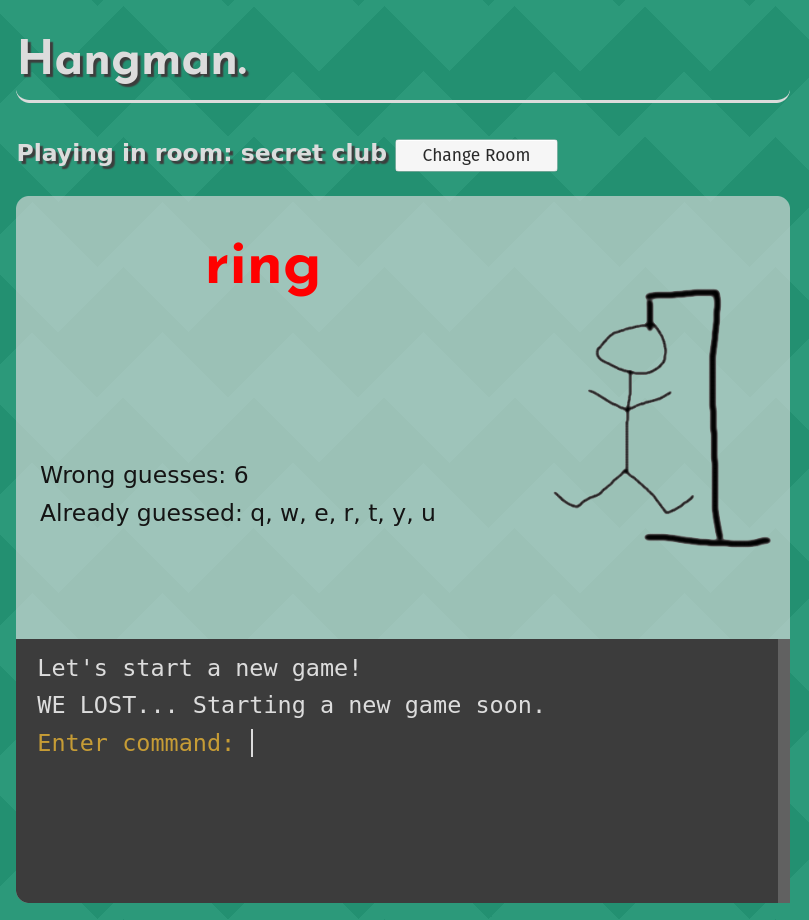 Hangman.
Playing in room: secret club Change Room
ring
Wrong guesses: 6
Already guessed: q, w, e, r, t, y, u
Let's start a new game!
WE LOST... Starting a new game soon.
Enter command: